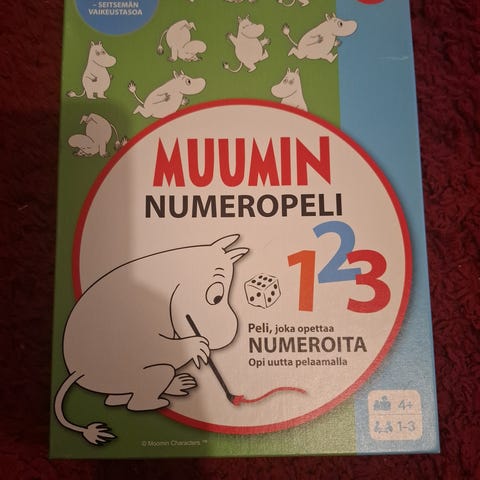 – SEITSEMÄN
VAIKEUSTASOA
MUUMIN
NUMEROPELI
123
Peli, joka opettaa
NUMEROITA
Opi uutta pelaamalla
4+
1–3
© Moomin Characters ™